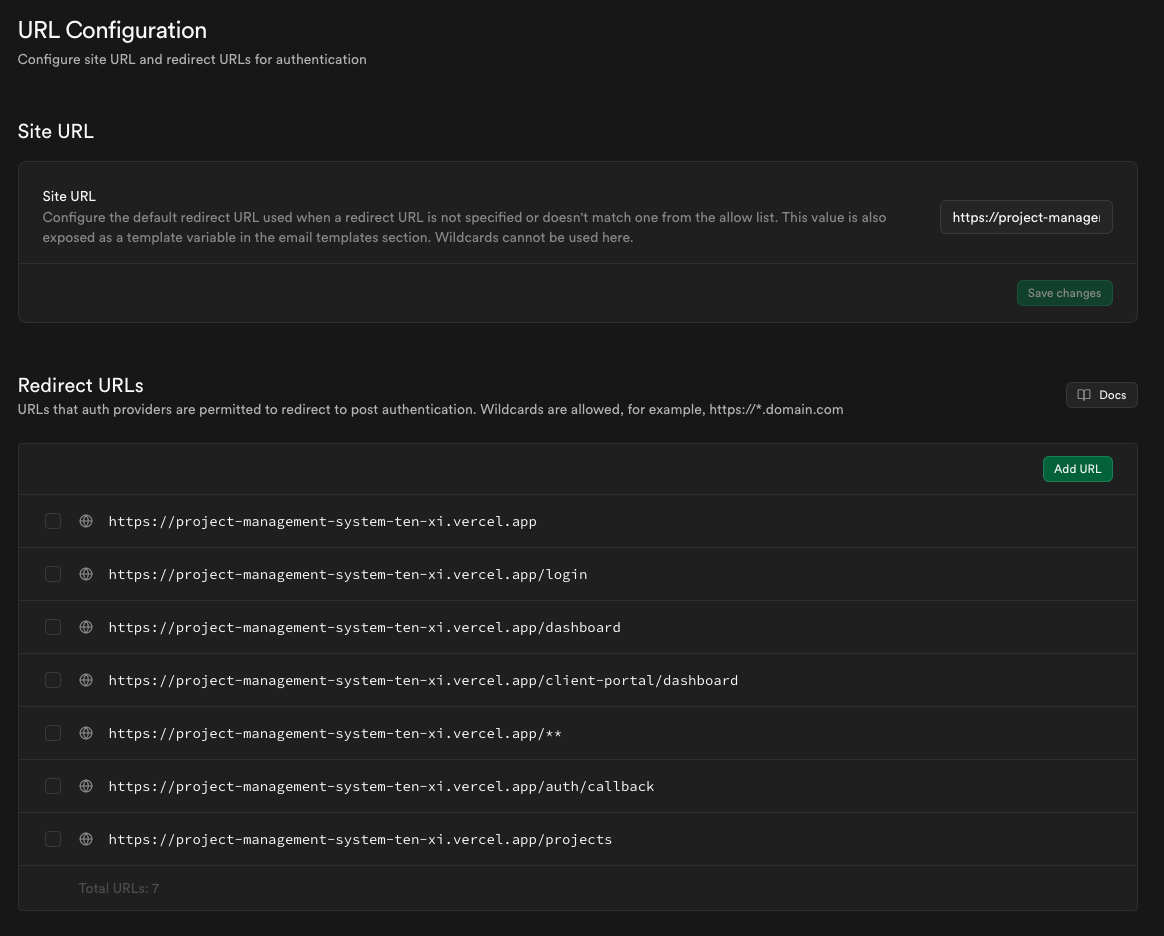 URL Configuration
Configure site URL and redirect URLs for authentication
Site URL
Site URL
Configure the default redirect URL used when a redirect URL is not specified or doesn't match one from the allow list. This value is also
exposed as a template variable in the email templates section. Wildcards cannot be used here.
https://project-manage
Save changes
Redirect URLs
URLs that auth providers are permitted to redirect to post authentication. Wildcards are allowed, for example, https://*.domain.com
Docs
Add URL
https://project-management-system-ten-xi.vercel.app
https://project-management-system-ten-xi.vercel.app/login
https://project-management-system-ten-xi.vercel.app/dashboard
https://project-management-system-ten-xi.vercel.app/client-portal/dashboard
https://project-management-system-ten-xi.vercel.app/**
https://project-management-system-ten-xi.vercel.app/auth/callback
https://project-management-system-ten-xi.vercel.app/projects
Total URLs: 7